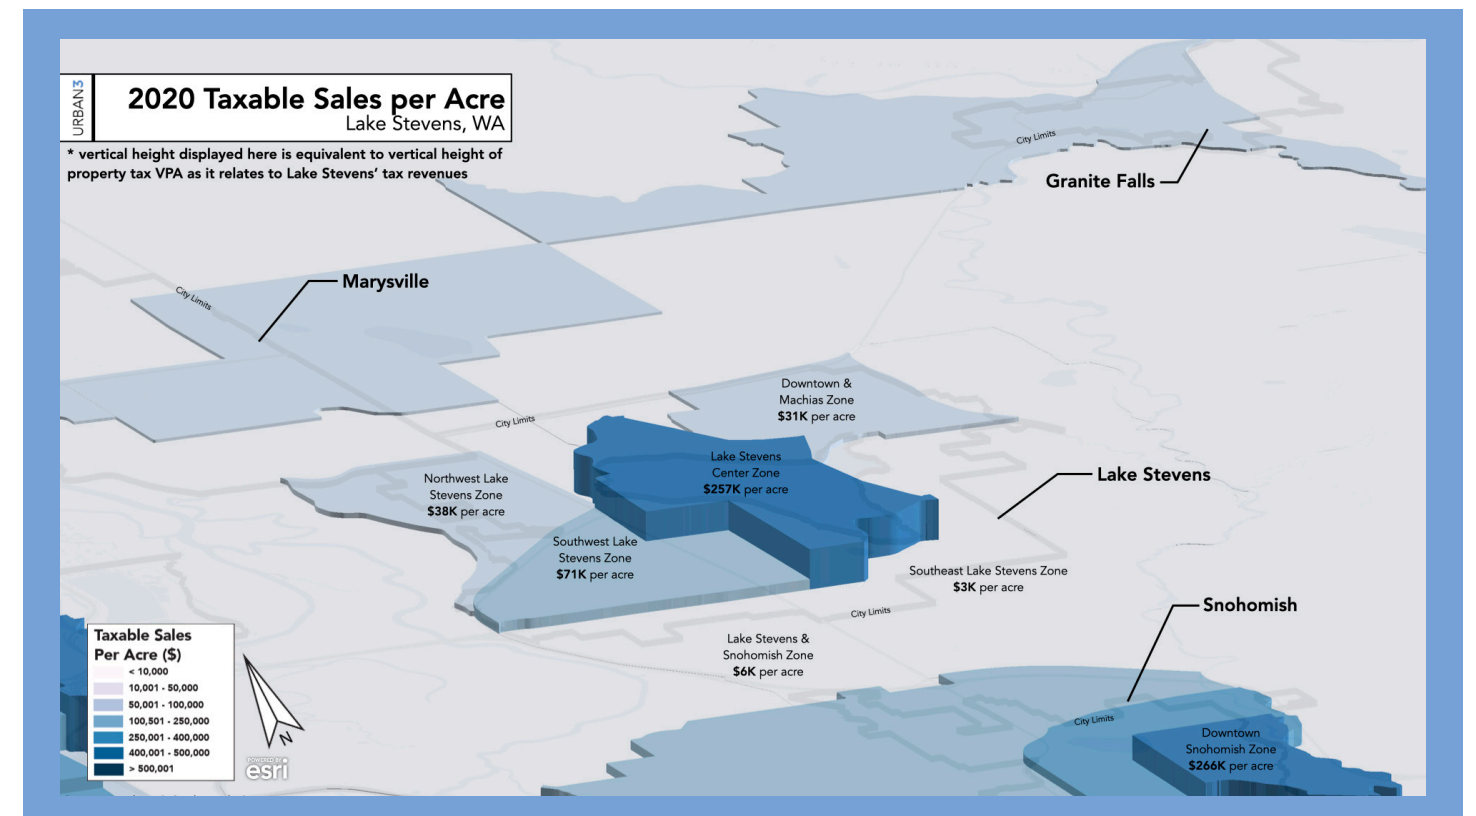 URBAN3
2020 Taxable Sales per Acre
Lake Stevens, WA
* vertical height displayed here is equivalent to vertical height of
property tax VPA as it relates to Lake Stevens' tax revenues
City Limits
Granite Falls
Marysville
City Limits
Downtown &
Machias Zone
$31K per acre
City Limits
Lake Stevens
Center Zone
$257K per acre
Lake Stevens
Northwest Lake
Stevens Zone
$38K per acre
Southwest Lake
Stevens Zone
$71K per acre
Southeast Lake Stevens Zone
$3K per acre
City Limits
Snohomish
Lake Stevens &
Snohomish Zone
$6K per acre
City Limits
Downtown
Snohomish Zone
$266K per acre
Taxable Sales
Per Acre ($)
< 10,000
10,001 - 50,000
50,001 - 100,000
100,501 - 250,000
250,001 - 400,000
400,001 - 500,000
> 500,001
N
POWERED BY
esri